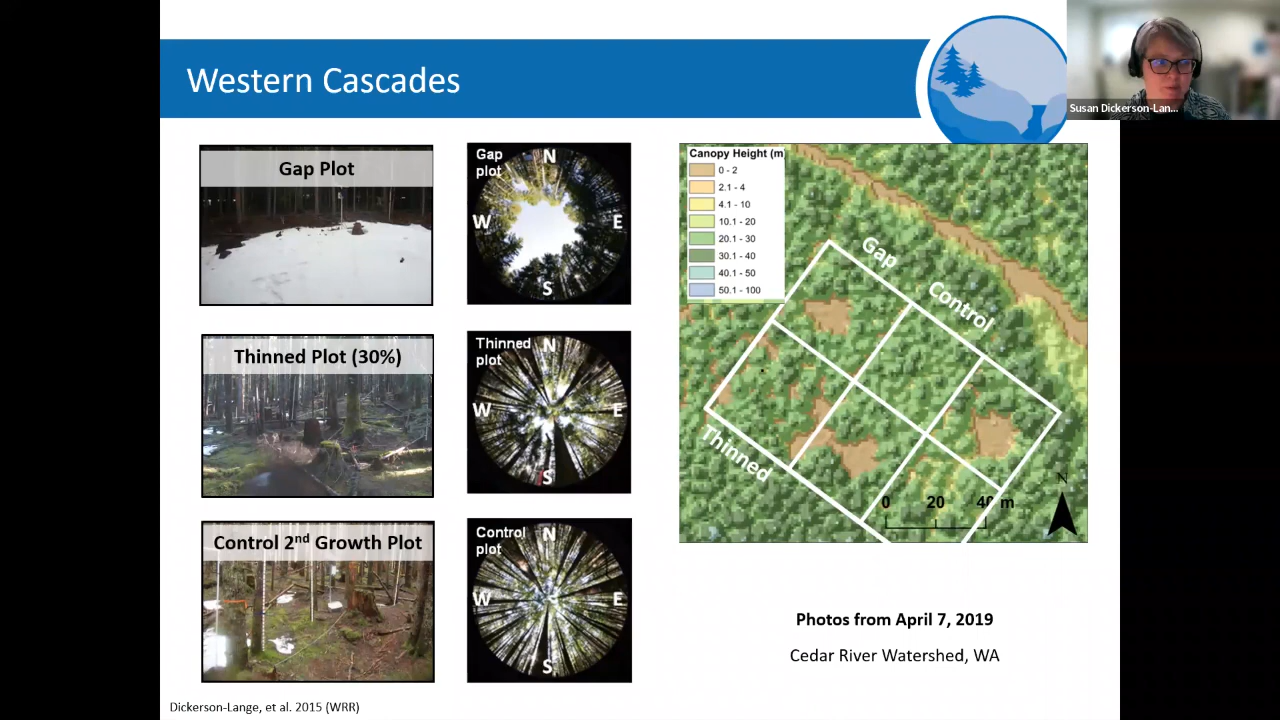 Western Cascades
Susan Dickerson-Lan...
Gap Plot
Gap
plot
N
W
E
S
Thinned Plot (30%)
Thinned
plot
N
W
E
S
Control 2nd Growth Plot
Control
plot
N
W
E
S
Canopy Height (m
0 - 2
2.1 - 4
4.1 - 10
10.1 - 20
20.1 - 30
30.1 - 40
40.1 - 50
50.1 - 100
Gap
Control
Thinned
N
0 20 40 m
Photos from April 7, 2019
Cedar River Watershed, WA
Dickerson-Lange, et al. 2015 (WRR)